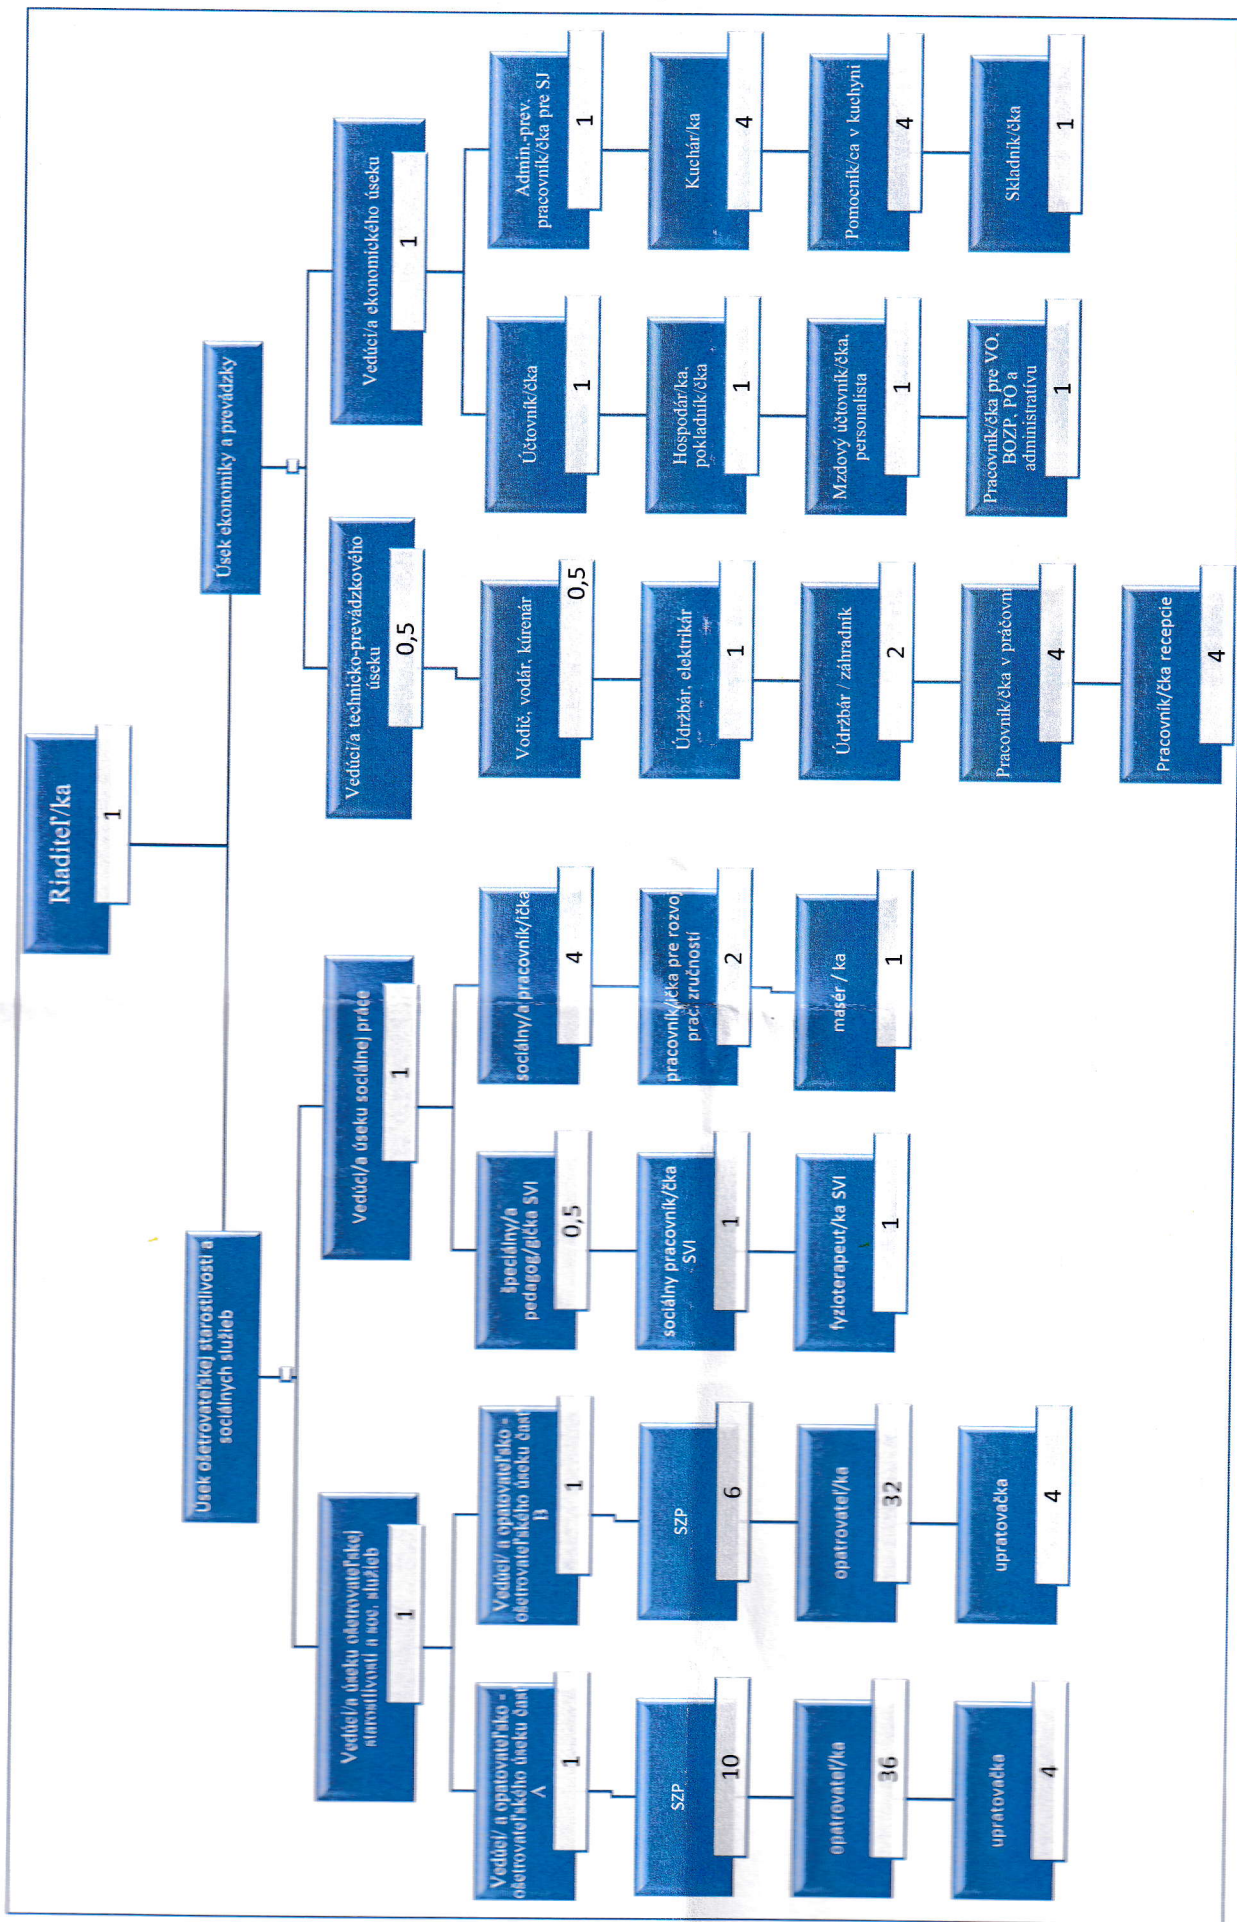 Riaditeľ/ka
1
Úsek ošetrovateľskej starostlivosti a
sociálnych služieb
Úsek ekonomiky a prevádzky
Vedúci/a úseku ošetrovateľskej
starostlivosti a soc. služieb
1
Vedúci/a úseku sociálnej práce
1
Vedúci/a technicko-prevádzkového
úseku
0,5
Vedúci/a ekonomického úseku
1
Vedúci/ a opatovateľsko -
ošetrovateľského úseku časť
A
1
SZP
10
opatrovateľ/ka
36
upratovačka
4
Vedúci/ a opatovateľsko -
ošetrovateľského úseku časť
B
1
SZP
6
opatrovateľ/ka
32
upratovačka
4
špeciálny/a
pedagog/gička SVI
0,5
sociálny pracovník/čka
SVI
1
fyzioterapeut/ka SVI
1
sociálny/a pracovník/ička
4
pracovník/ička pre rozvoj
prac. zručností
2
masér / ka
1
Vodič, vodár, kúrenár
0,5
Údržbár, elektrikár
1
Údržbár / záhradník
2
Pracovník/čka v práčovni
4
Pracovník/čka recepcie
4
Účtovník/čka
1
Hospodár/ka,
pokladník/čka
1
Mzdový účtovník/čka,
personalista
1
Pracovník/čka pre VO,
BOZP, PO a
administratívu
1
Admin.-prev.
pracovník/čka pre SJ
1
Kuchár/ka
4
Pomocník/ca v kuchyni
4
Skladník/čka
1